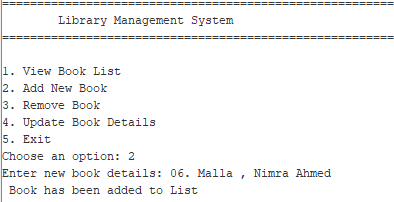 ========================================================
Library Management System
========================================================
1. View Book List
2. Add New Book
3. Remove Book
4. Update Book Details
5. Exit
Choose an option: 2
Enter new book details: 06. Malla , Nimra Ahmed
Book has been added to List